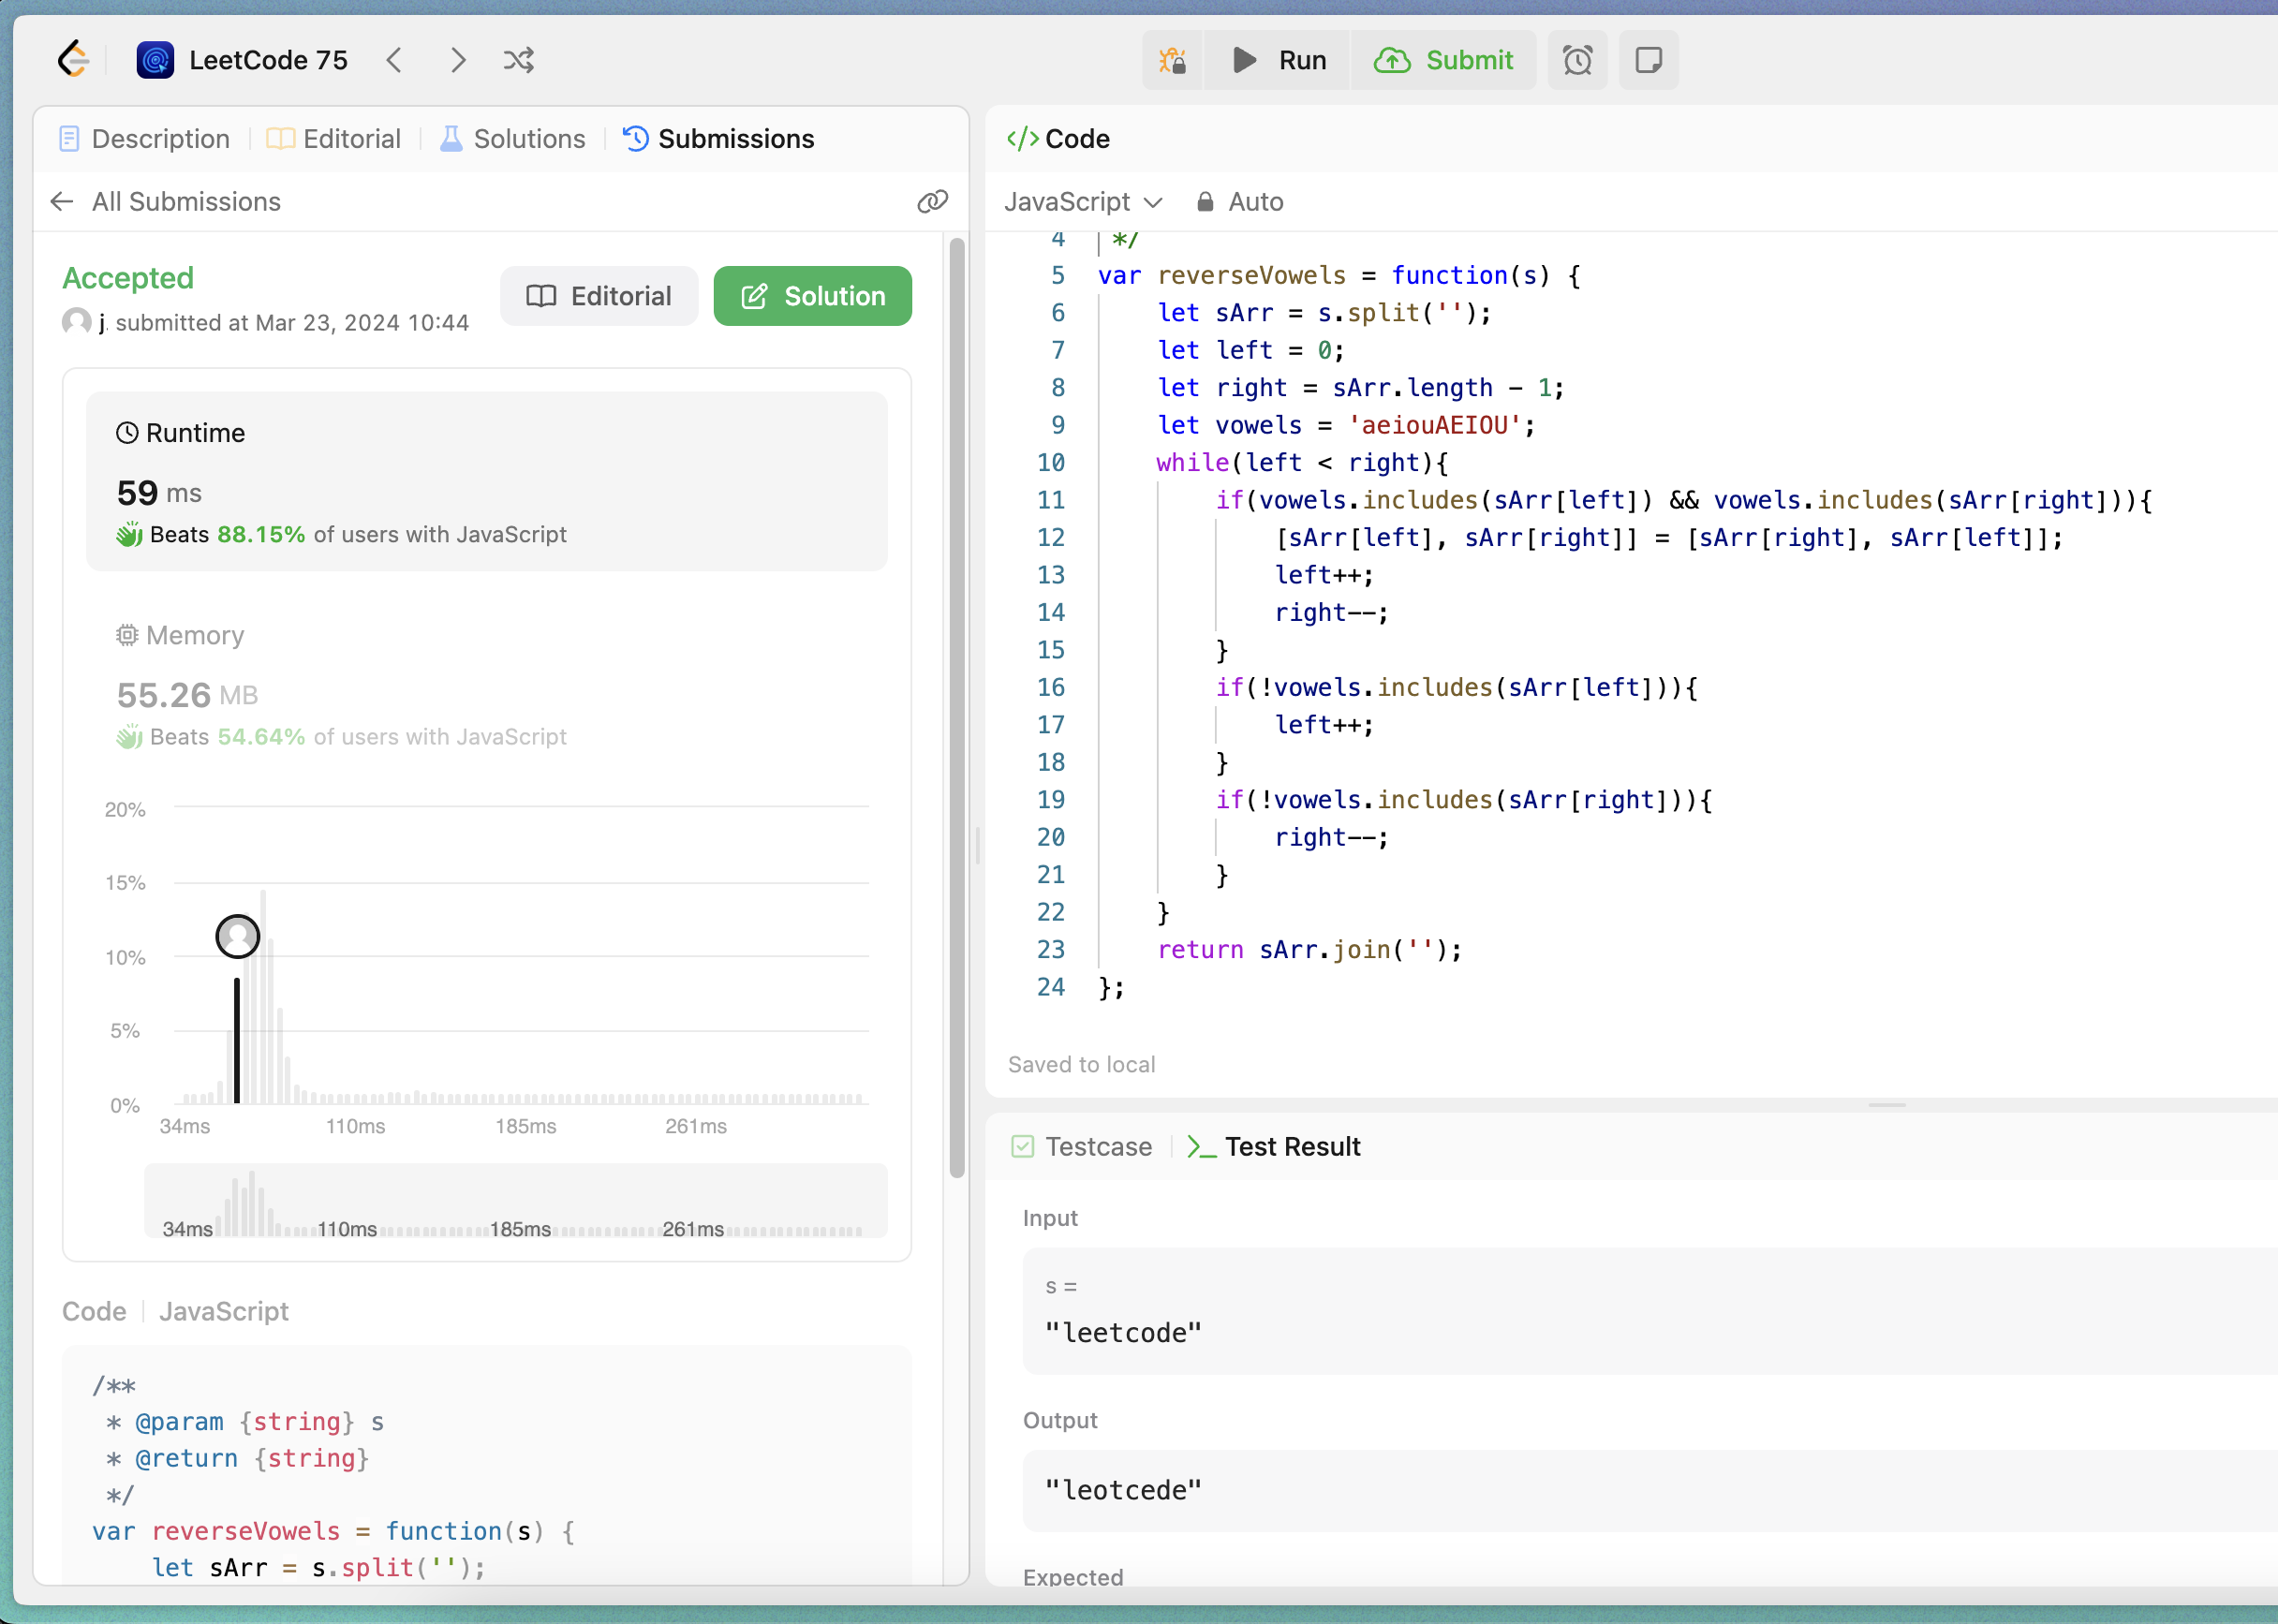 LeetCode 75
Run
Submit
Description
Editorial
Solutions
Submissions
All Submissions
Accepted
j. submitted at Mar 23, 2024 10:44
Editorial
Solution
Runtime
59 ms
Beats 88.15% of users with JavaScript
Memory
55.26 MB
Beats 54.64% of users with JavaScript
20%
15%
10%
5%
0%
34ms 110ms 185ms 261ms
34ms 110ms 185ms 261ms
Code JavaScript
/**
 * @param {string} s
 * @return {string}
 */
var reverseVowels = function(s) {
    let sArr = s.split('');
</> Code
JavaScript Auto
4 */
5 var reverseVowels = function(s) {
6     let sArr = s.split('');
7     let left = 0;
8     let right = sArr.length - 1;
9     let vowels = 'aeiouAEIOU';
10     while(left < right){
11         if(vowels.includes(sArr[left]) && vowels.includes(sArr[right])){
12             [sArr[left], sArr[right]] = [sArr[right], sArr[left]];
13             left++;
14             right--;
15         }
16         if(!vowels.includes(sArr[left])){
17             left++;
18         }
19         if(!vowels.includes(sArr[right])){
20             right--;
21         }
22     }
23     return sArr.join('');
24 };
Saved to local
Testcase
Test Result
Input
s =
"leetcode"
Output
"leotcede"
Expected